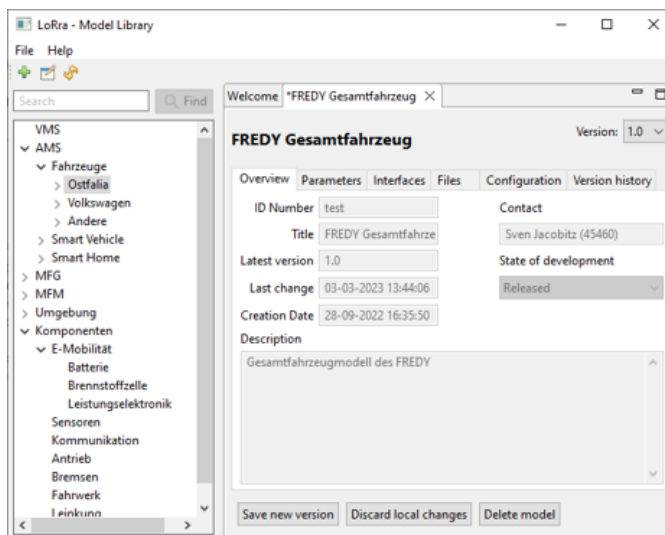 LoRra - Model Library
File Help
Search
Find
VMS
AMS
Fahrzeuge
Ostfalia
Volkswagen
Andere
Smart Vehicle
Smart Home
MFG
MFM
Umgebung
Komponenten
E-Mobilität
Batterie
Brennstoffzelle
Leistungselektronik
Sensoren
Kommunikation
Antrieb
Bremsen
Fahrwerk
Leinkung
Welcome *FREDY Gesamtfahrzeug
FREDY Gesamtfahrzeug
Version: 1.0
Overview Parameters Interfaces Files Configuration Version history
ID Number test
Title FREDY Gesamtfahrze
Latest version 1.0
Last change 03-03-2023 13:44:06
Creation Date 28-09-2022 16:35:50
Contact
Sven Jacobitz (45460)
State of development
Released
Description
Gesamtfahrzeugmodell des FREDY
Save new version Discard local changes Delete model